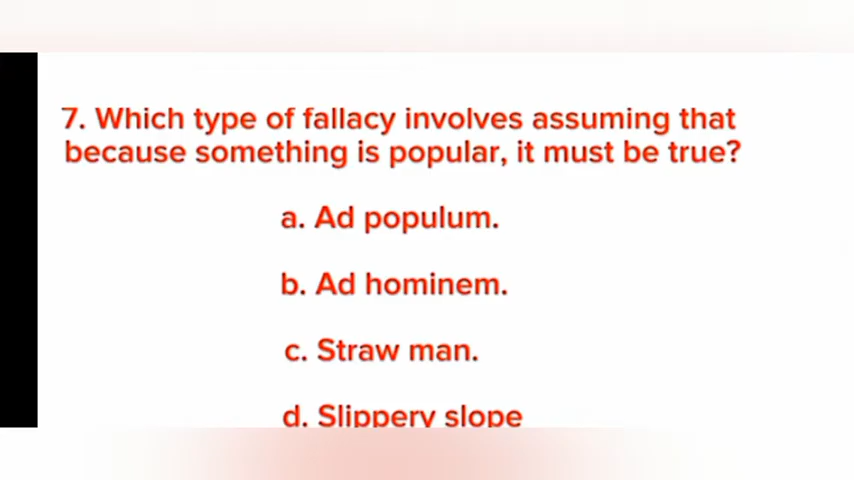 7. Which type of fallacy involves assuming that
because something is popular, it must be true?
a. Ad populum.
b. Ad hominem.
c. Straw man.
d. Slippery slope